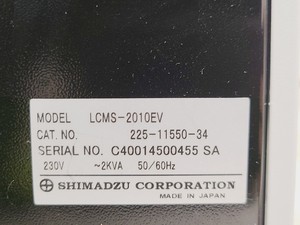 MODEL LCMS-2010EV
CAT. NO. 225-11550-34
SERIAL NO. C40014500455 SA
230V ~2KVA 50/60Hz
SHIMADZU CORPORATION
MADE IN JAPAN